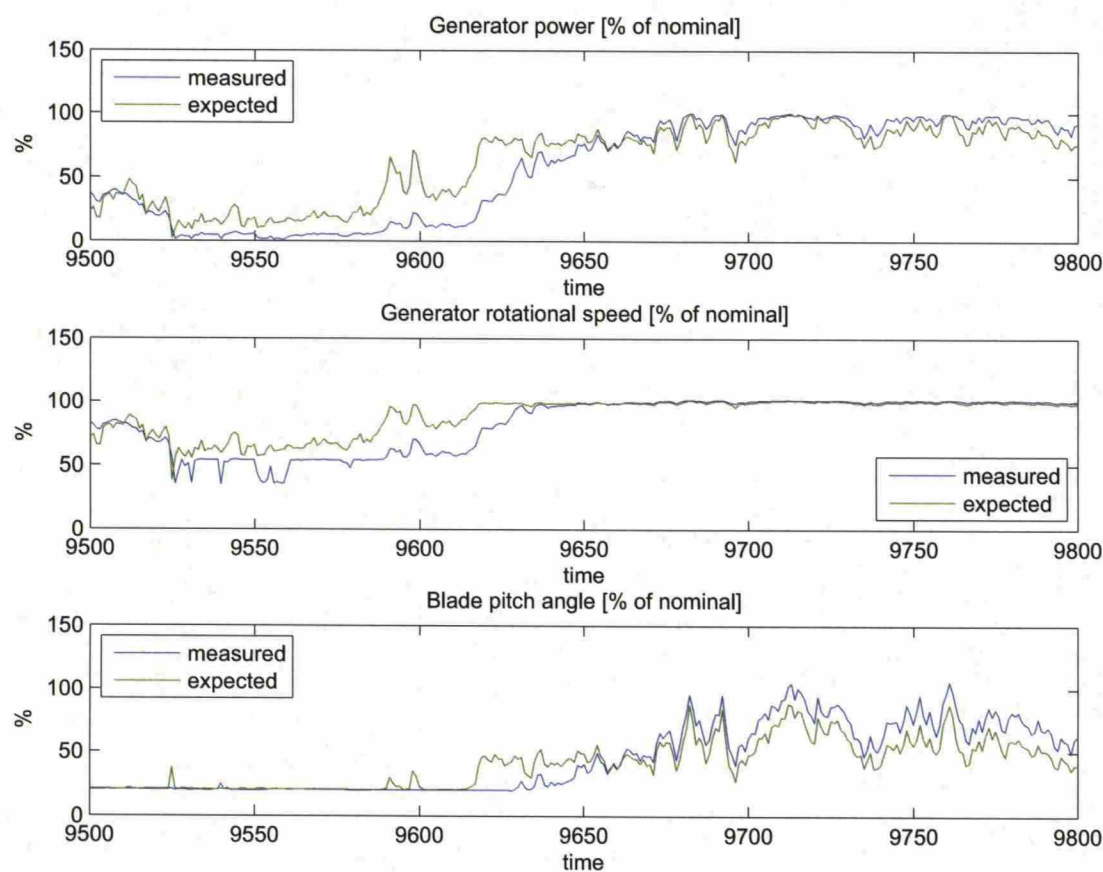 Generator power [% of nominal]
150
100
50
0
%
measured
expected
9500 9550 9600 9650 9700 9750 9800
time
Generator rotational speed [% of nominal]
150
100
50
0
%
measured
expected
9500 9550 9600 9650 9700 9750 9800
time
Blade pitch angle [% of nominal]
150
100
50
0
%
measured
expected
9500 9550 9600 9650 9700 9750 9800
time